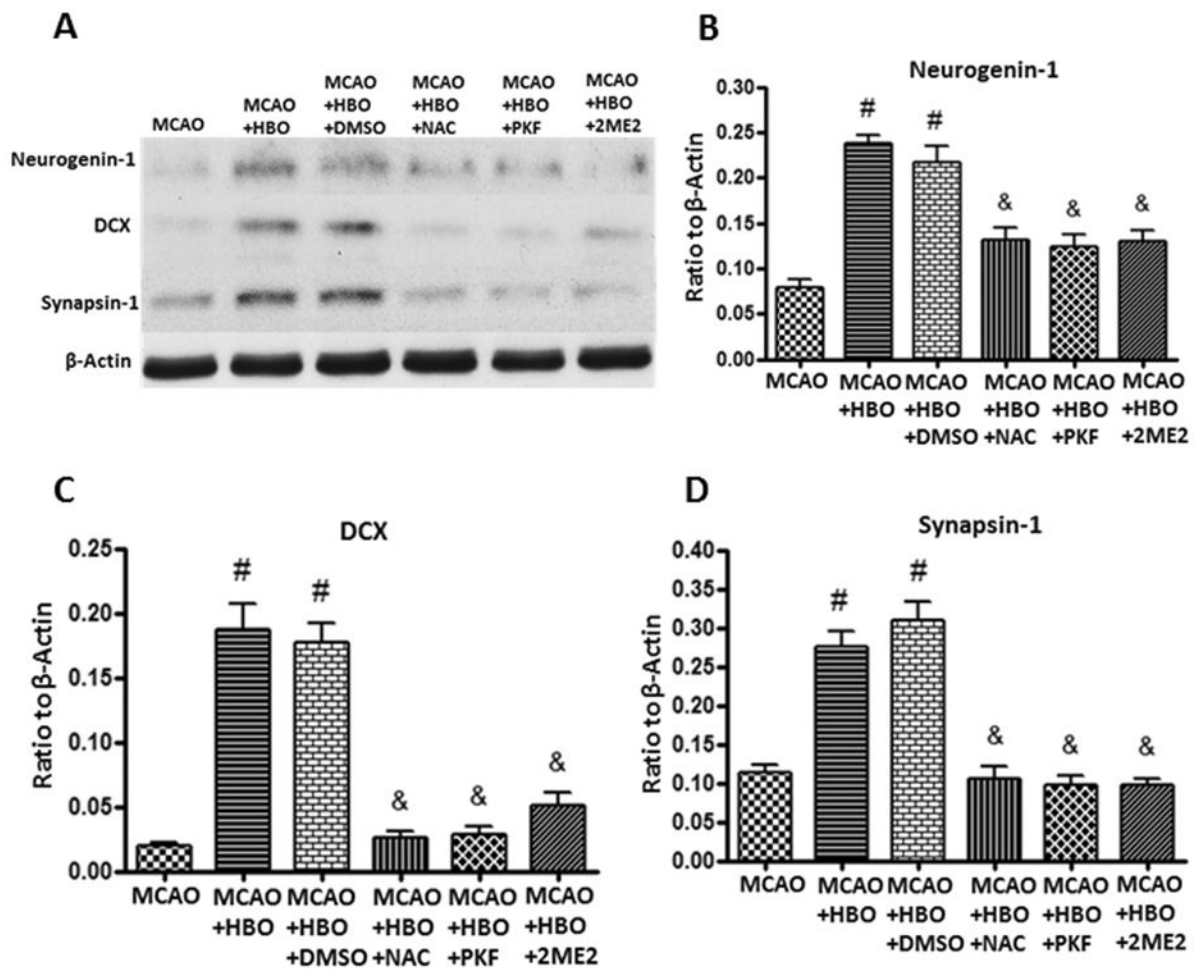 A
MCAO
MCAO
+HBO
MCAO
+HBO
+DMSO
MCAO
+HBO
+NAC
MCAO
+HBO
+PKF
MCAO
+HBO
+2ME2
Neurogenin-1
DCX
Synapsin-1
β-Actin
B
Neurogenin-1
Ratio to β-Actin
0.30
0.25
0.20
0.15
0.10
0.05
0.00
#
#
&
&
&
MCAO
MCAO
+HBO
MCAO
+HBO
+DMSO
MCAO
+HBO
+NAC
MCAO
+HBO
+PKF
MCAO
+HBO
+2ME2
C
DCX
Ratio to β-Actin
0.25
0.20
0.15
0.10
0.05
0.00
#
#
&
&
&
MCAO
MCAO
+HBO
MCAO
+HBO
+DMSO
MCAO
+HBO
+NAC
MCAO
+HBO
+PKF
MCAO
+HBO
+2ME2
D
Synapsin-1
Ratio to β-Actin
0.40
0.35
0.30
0.25
0.20
0.15
0.10
0.05
0.00
#
#
&
&
&
MCAO
MCAO
+HBO
MCAO
+HBO
+DMSO
MCAO
+HBO
+NAC
MCAO
+HBO
+PKF
MCAO
+HBO
+2ME2